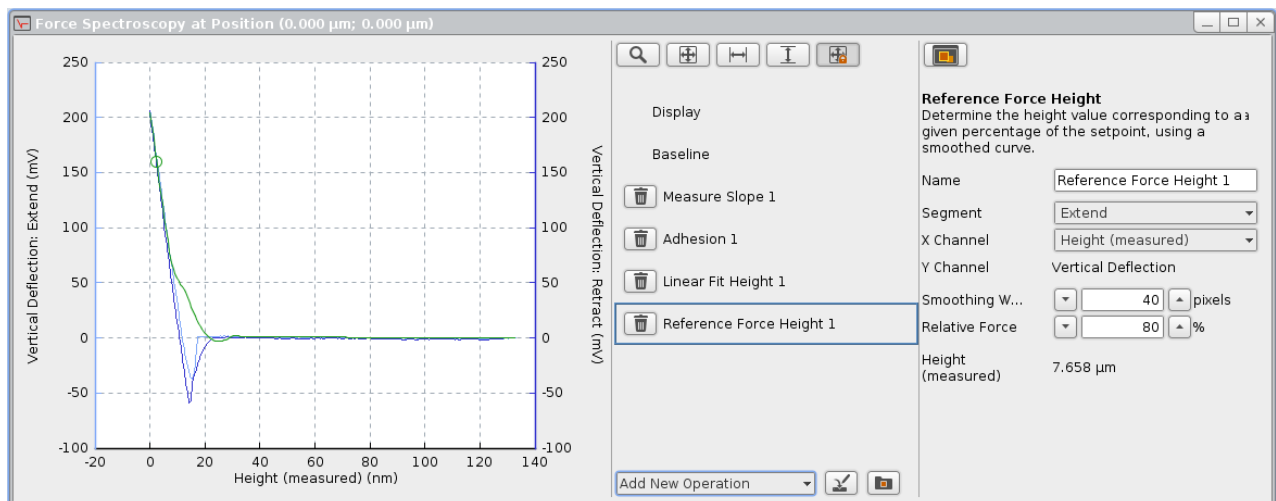 Force Spectroscopy at Position (0.000 µm; 0.000 µm)
250
200
150
100
50
0
-50
-100
Vertical Deflection: Extend (mV)
-20
0
20
40
60
80
100
120
140
Height (measured) (nm)
250
200
150
100
50
0
-50
-100
Vertical Deflection: Retract (mV)
Display
Baseline
Measure Slope 1
Adhesion 1
Linear Fit Height 1
Reference Force Height 1
Add New Operation
Reference Force Height
Determine the height value corresponding to a
given percentage of the setpoint, using a
smoothed curve.
Name Reference Force Height 1
Segment Extend
X Channel Height (measured)
Y Channel Vertical Deflection
Smoothing W... 40 pixels
Relative Force 80 %
Height
(measured) 7.658 µm